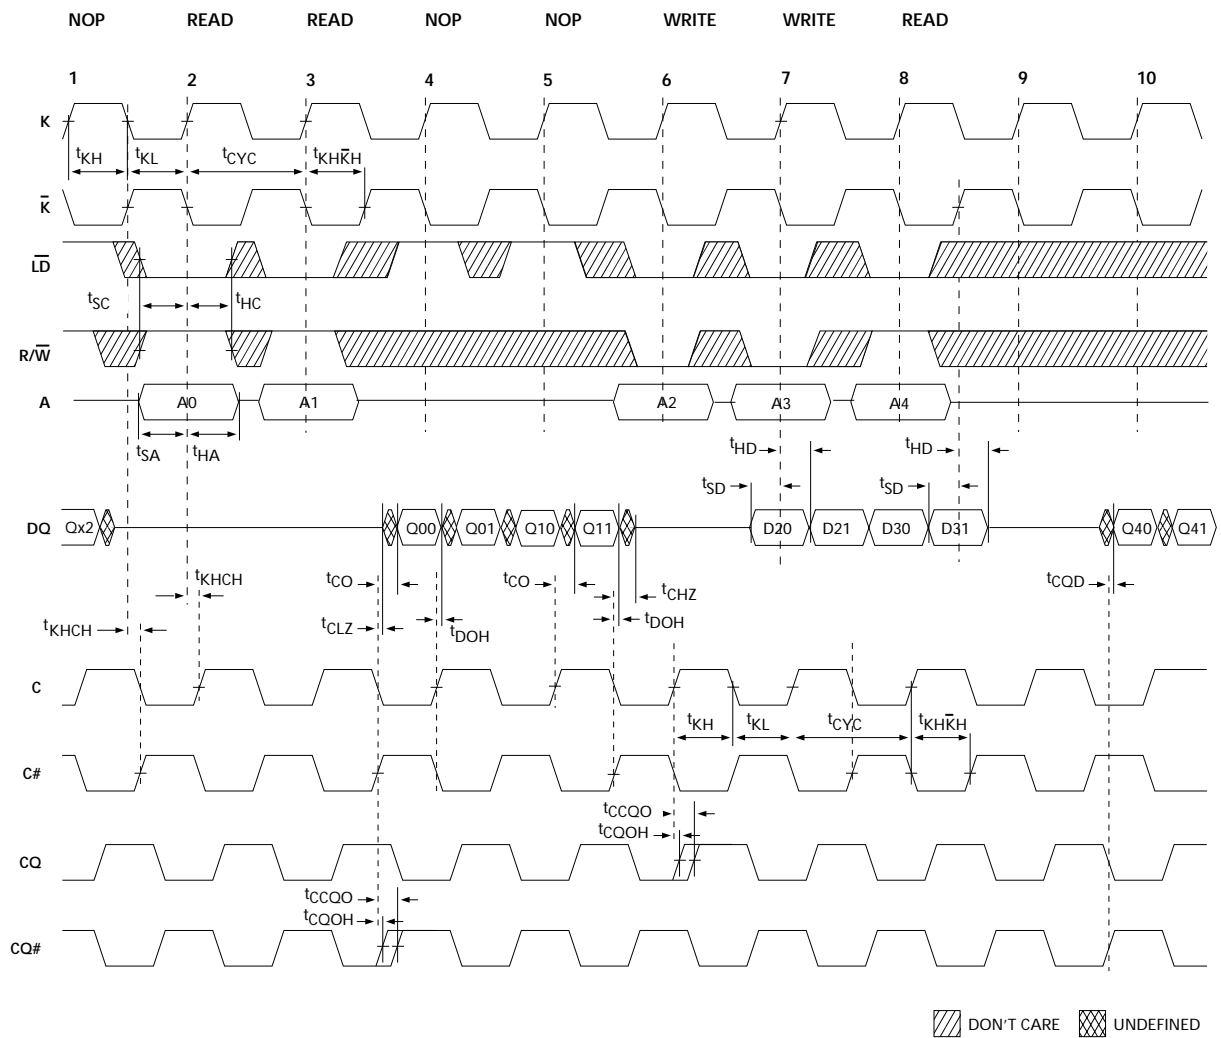 NOP READ READ NOP NOP WRITE WRITE READ
1 2 3 4 5 6 7 8 9 10
K
tKH tKL tCYC tKHK̅H
K̅
L̅D̅
tSC tHC
R/W̅
A A0 A1 A2 A3 A4
tSA tHA
tHD tHD
tSD tSD
DQ Qx2 Q00 Q01 Q10 Q11 D20 D21 D30 D31 Q40 Q41
tKHCH tCO tCO tCHZ tCQD
tKHCH tCLZ tDOH tDOH
C
tKH tKL tCYC tKHK̅H
C#
tCCQO
tCQOH
CQ
tCCQO
tCQOH
CQ#
DON'T CARE UNDEFINED